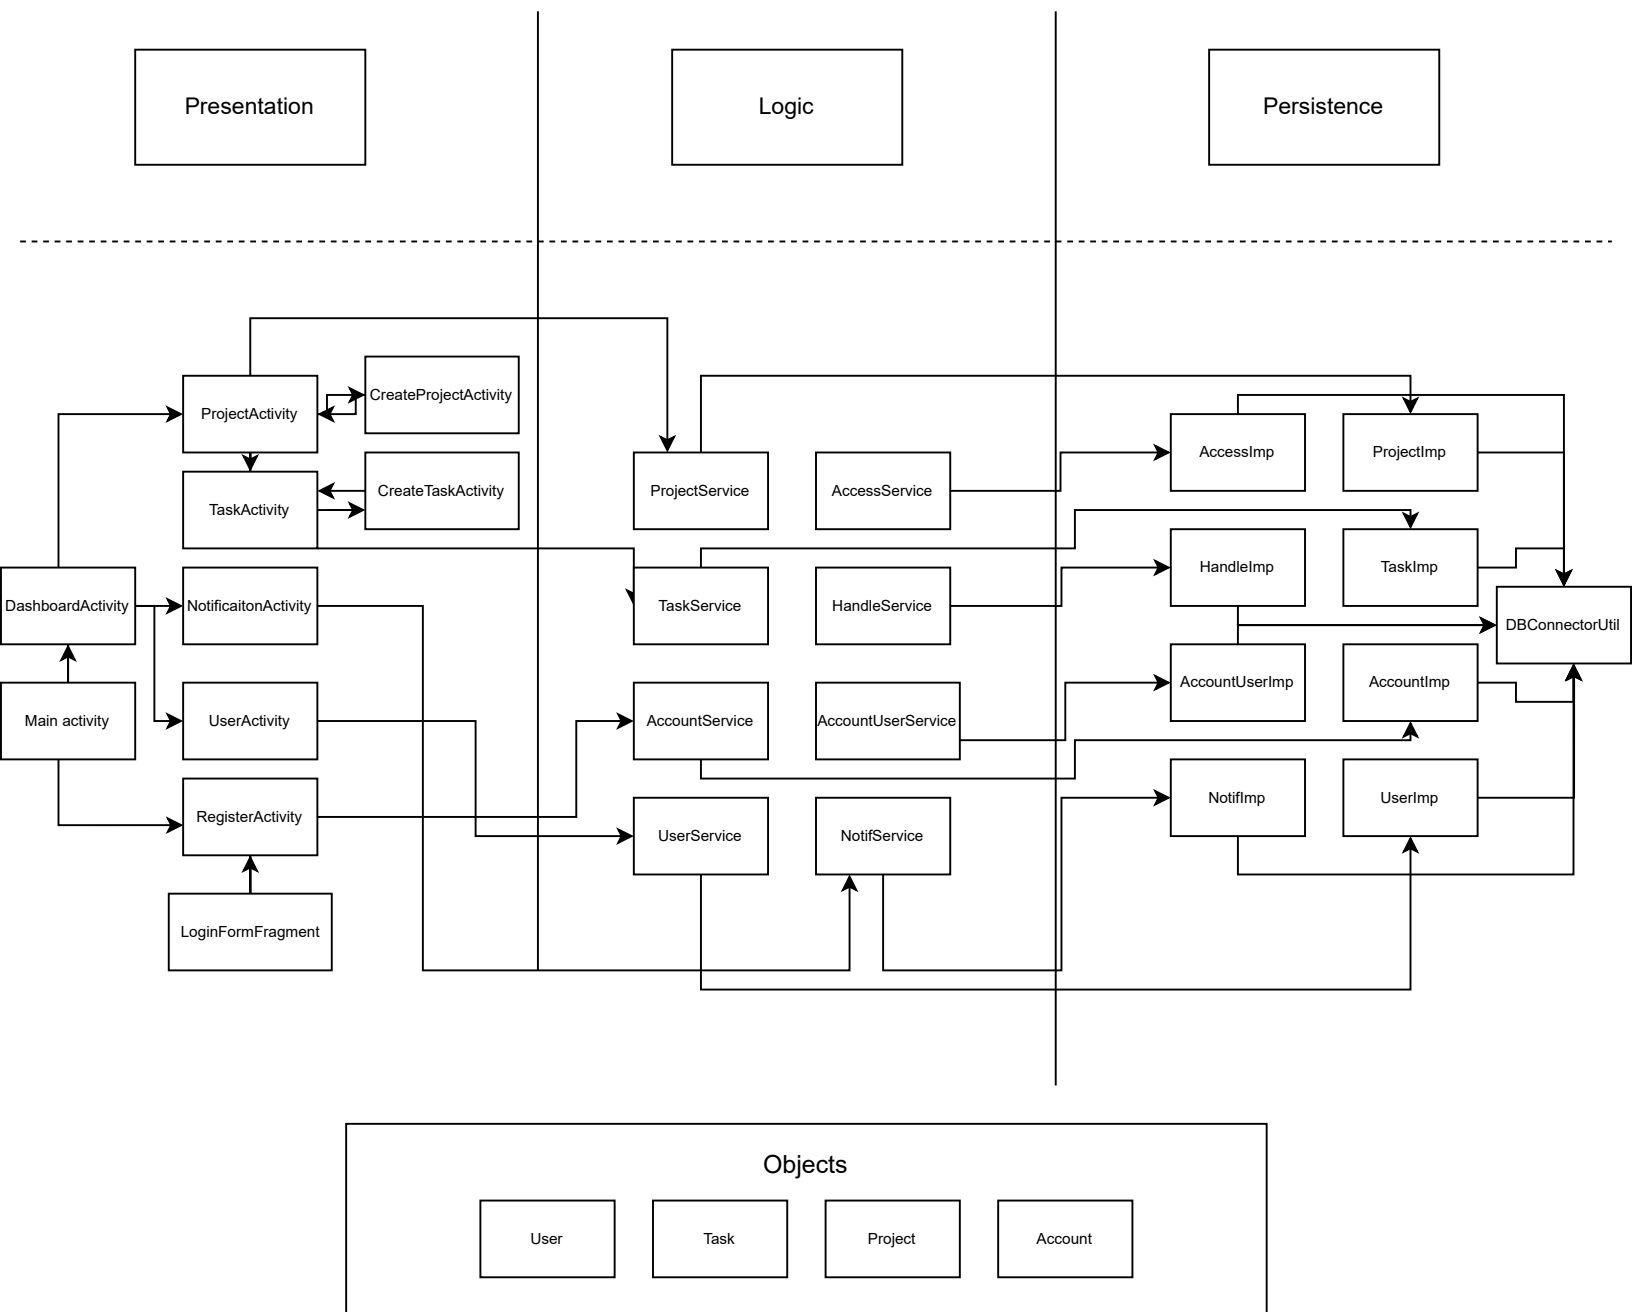 Presentation
Logic
Persistence
ProjectActivity
CreateProjectActivity
TaskActivity
CreateTaskActivity
DashboardActivity
NotificaitonActivity
Main activity
UserActivity
RegisterActivity
LoginFormFragment
ProjectService
AccessService
TaskService
HandleService
AccountService
AccountUserService
UserService
NotifService
AccessImp
ProjectImp
HandleImp
TaskImp
DBConnectorUtil
AccountUserImp
AccountImp
NotifImp
UserImp
Objects
User
Task
Project
Account